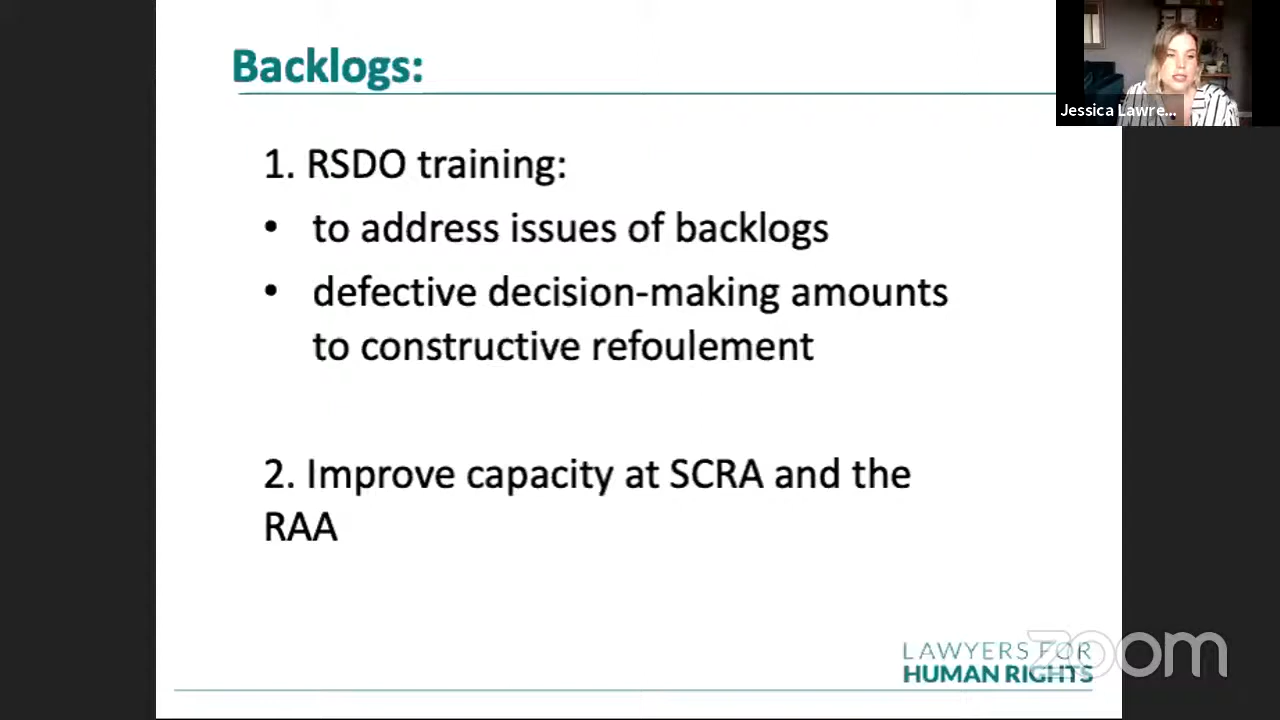 Backlogs:
Jessica Lawre...
1. RSDO training:
• to address issues of backlogs
• defective decision-making amounts
to constructive refoulement
2. Improve capacity at SCRA and the
RAA
LAWYERS FOR
HUMAN RIGHTS
zoom